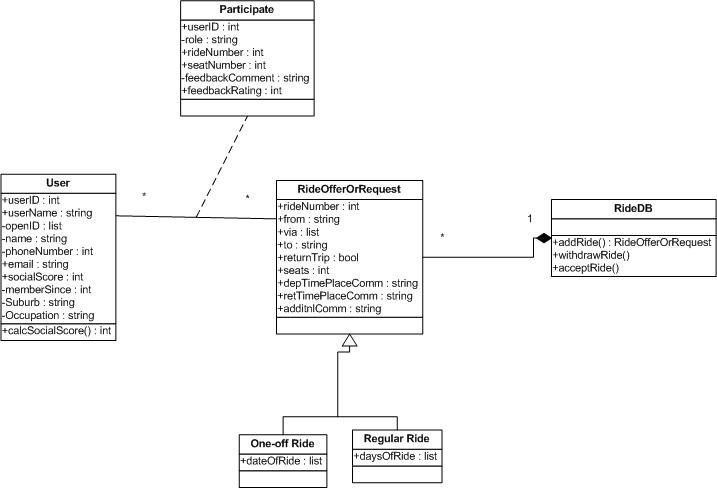 Participate
+userID : int
-role : string
+rideNumber : int
+seatNumber : int
-feedbackComment : string
+feedbackRating : int
User
+userID : int
+userName : string
-openID : list
-name : string
-phoneNumber : int
+email : string
+socialScore : int
-memberSince : int
-Suburb : string
-Occupation : string
+calcSocialScore() : int
*
*
RideOfferOrRequest
+rideNumber : int
+from : string
+via : list
+to : string
+returnTrip : bool
+seats : int
+depTimePlaceComm : string
+retTimePlaceComm : string
+additnlComm : string
*
1
RideDB
+addRide() : RideOfferOrRequest
+withdrawRide()
+acceptRide()
One-off Ride
+dateOfRide : list
Regular Ride
+daysOfRide : list